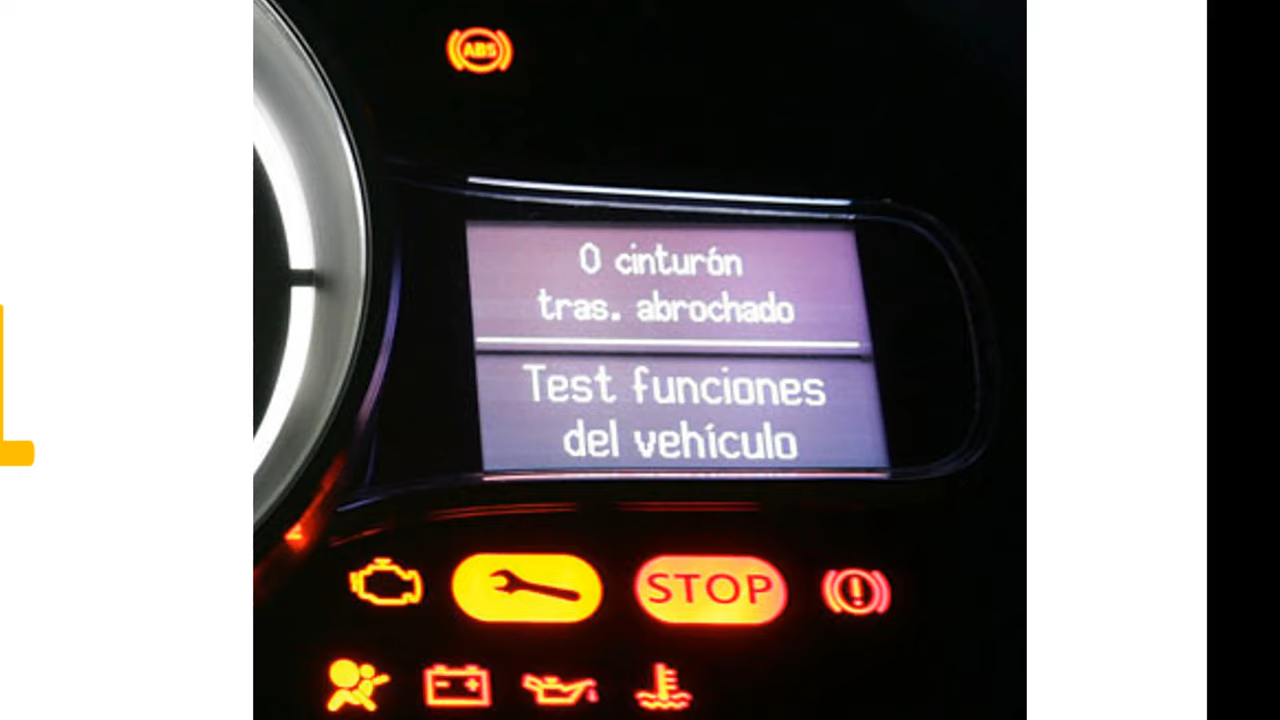 ABS
0 cinturón
tras. abrochado
Test funciones
del vehículo
STOP